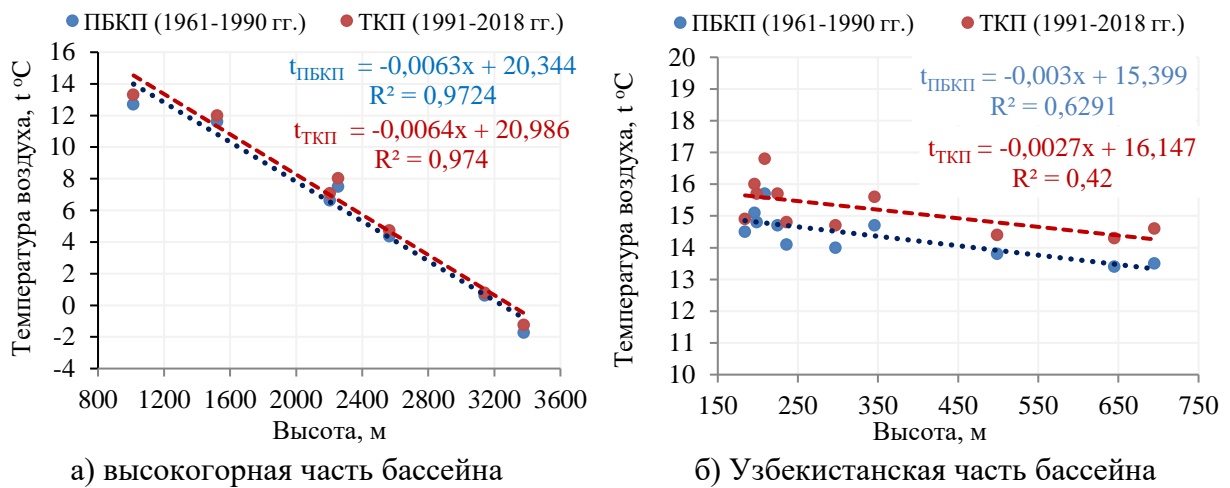 ПБКП (1961-1990 гг.) ТКП (1991-2018 гг.)
Температура воздуха, t ᵒC
16
14
12
10
8
6
4
2
0
-2
-4
tПБКП = -0,0063x + 20,344
R² = 0,9724
tТКП = -0,0064x + 20,986
R² = 0,974
800 1200 1600 2000 2400 2800 3200 3600
Высота, м
а) высокогорная часть бассейна
ПБКП (1961-1990 гг.) ТКП (1991-2018 гг.)
Температура воздуха, t ᵒC
20
19
18
17
16
15
14
13
12
11
10
tПБКП = -0,003x + 15,399
R² = 0,6291
tТКП = -0,0027x + 16,147
R² = 0,42
150 250 350 450 550 650 750
Высота, м
б) Узбекистанская часть бассейна